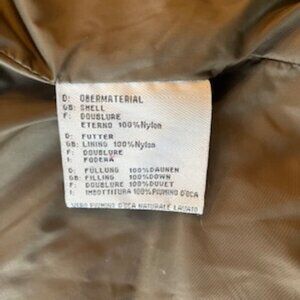 D: OBERMATERIAL
GB: SHELL
F: DOUBLURE
ETERNO 100%Nylon
D: FUTTER
GB: LINING 100%Nylon
F: DOUBLURE
I: FODERA
D: FÜLLUNG 100%DAUNEN
GB: FILLING 100%DOWN
F: DOUBLURE 100%DUVET
I: IMBOTTITURA 100%PIUMINO D'OCA
VERO PIUMINO D'OCA NATURALE LAVATO